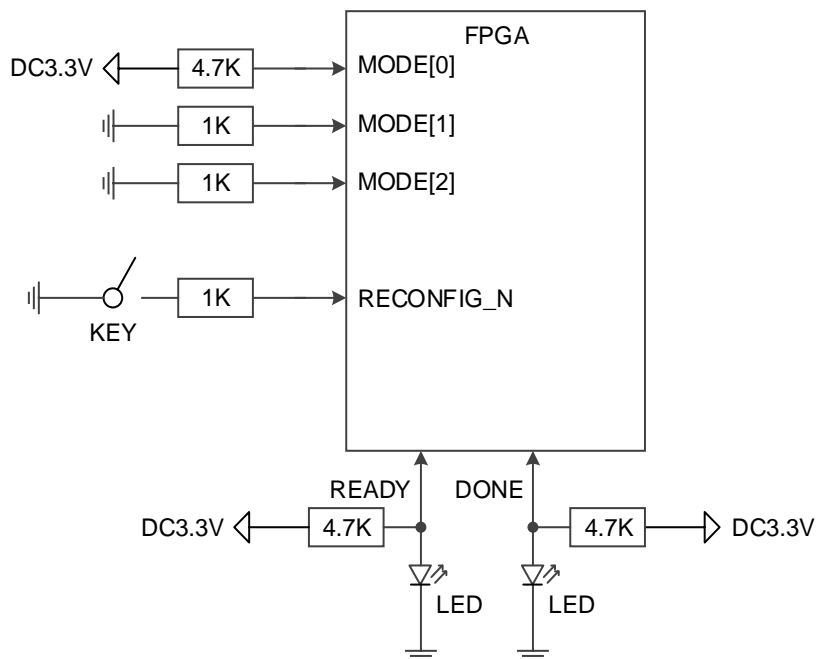 FPGA
DC3.3V 4.7K MODE[0]
1K MODE[1]
1K MODE[2]
1K RECONFIG_N
KEY
READY DONE
DC3.3V 4.7K 4.7K DC3.3V
LED LED